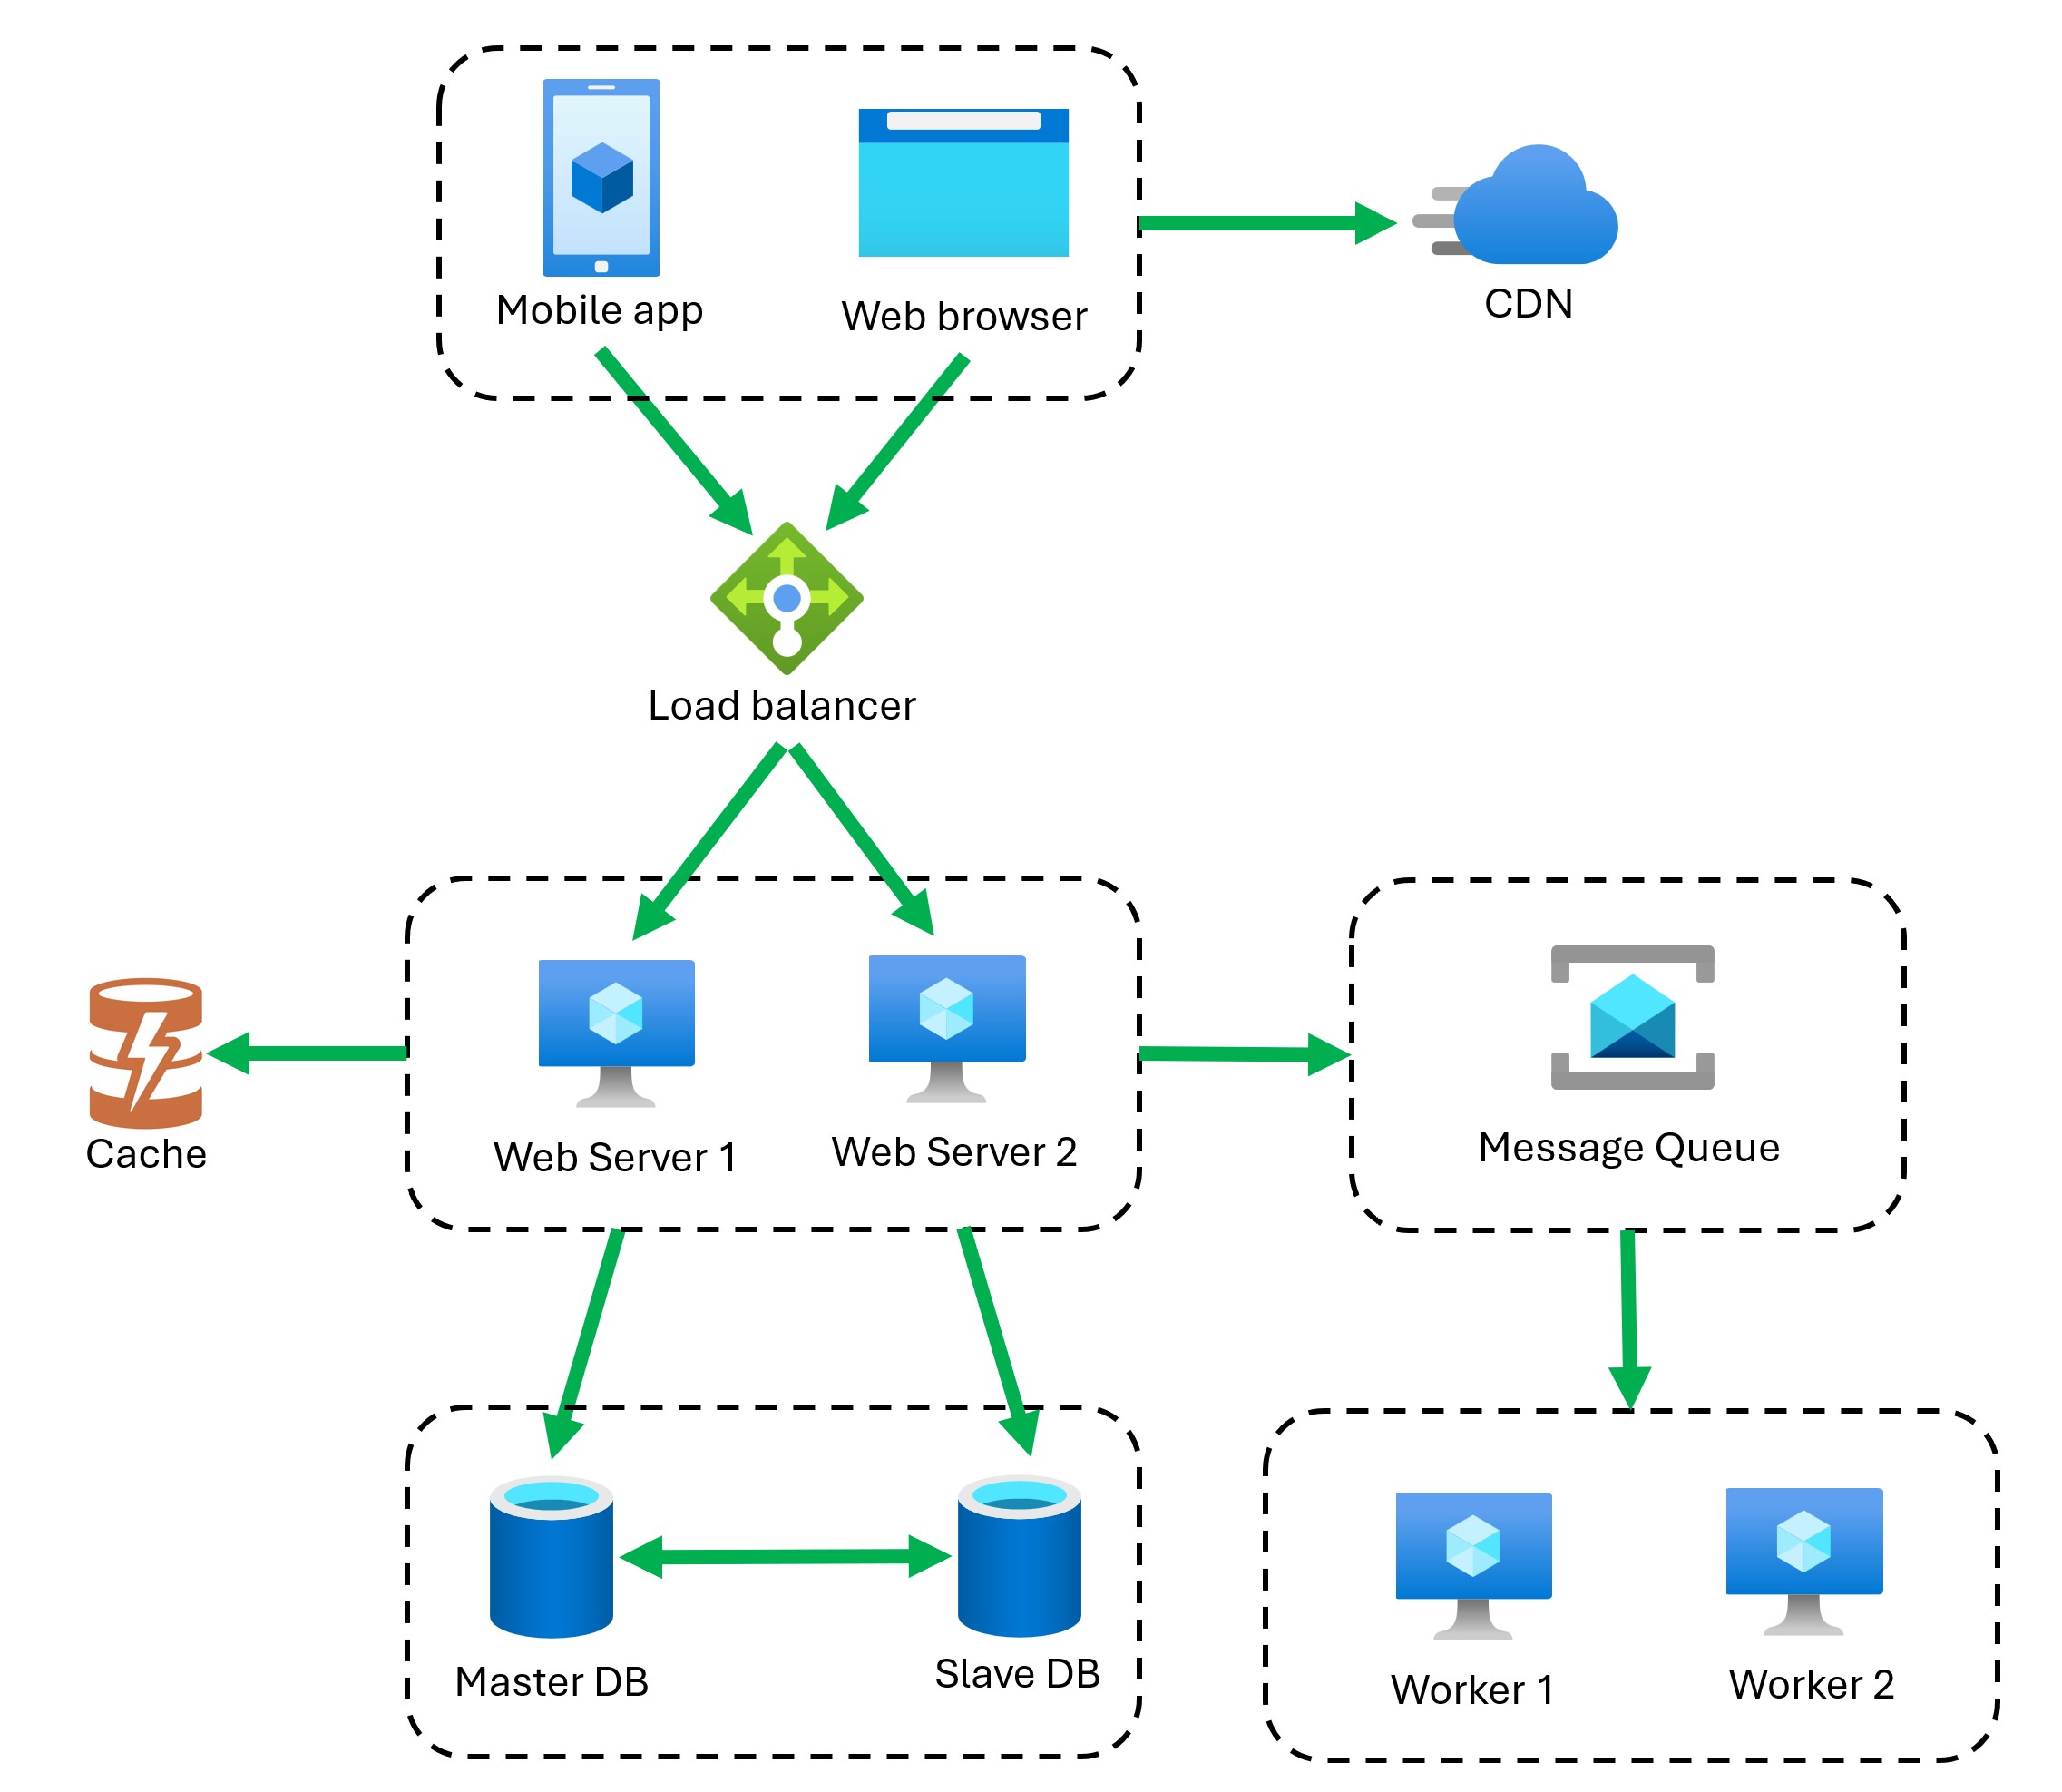 Mobile app
Web browser
CDN
Load balancer
Cache
Web Server 1
Web Server 2
Message Queue
Master DB
Slave DB
Worker 1
Worker 2